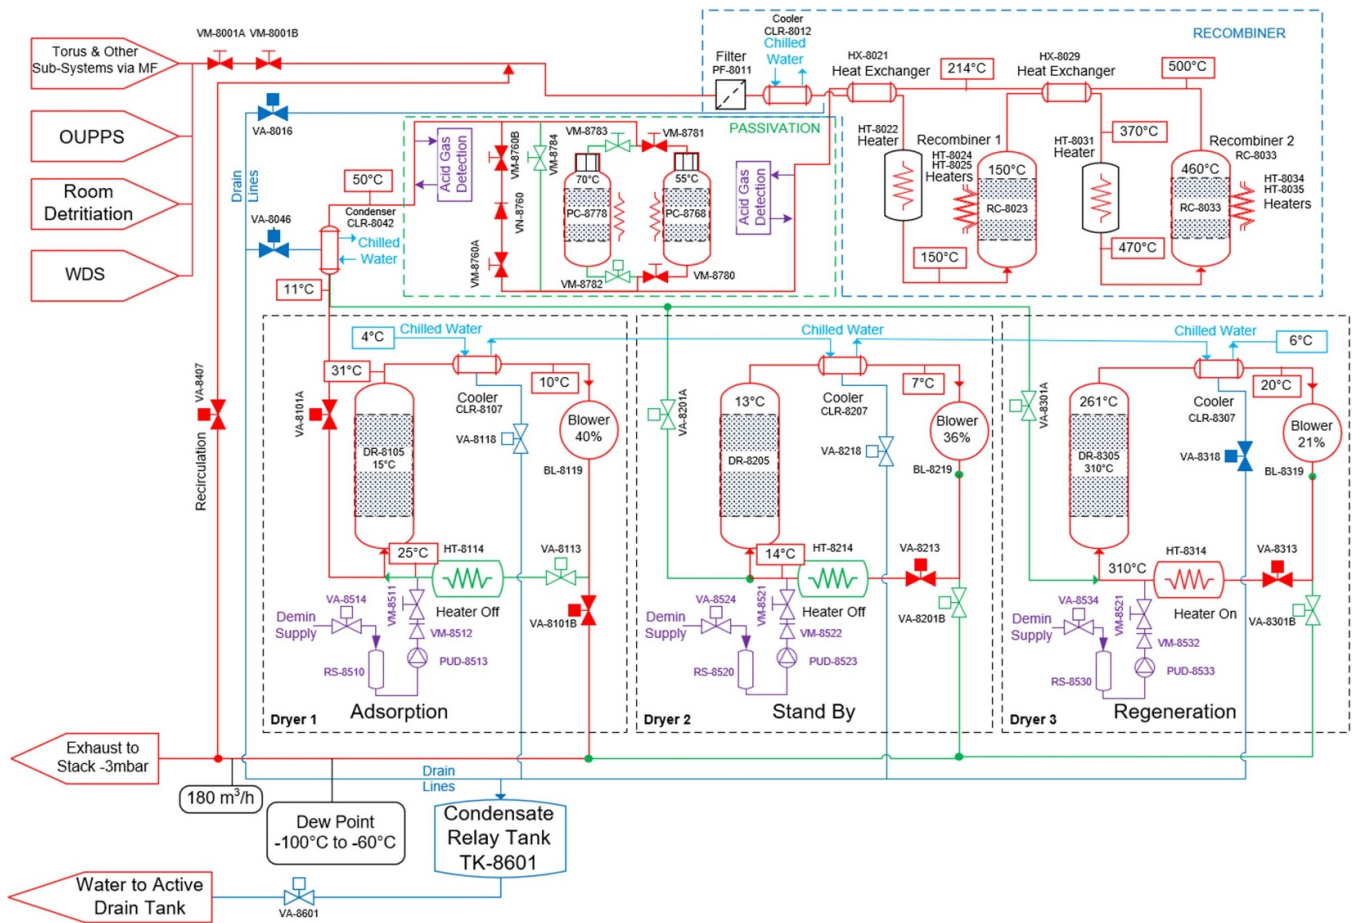 Torus & Other
Sub-Systems via MF
OUPPS
Room
Detritiation
WDS
VM-8001A
VM-8001B
VA-8016
Drain
Lines
VA-8046
VA-8407
Recirculation
Filter
PF-8011
Cooler
CLR-8012
Chilled
Water
RECOMBINER
HX-8021
Heat Exchanger
214°C
HX-8029
Heat Exchanger
500°C
HT-8022
Heater
Recombiner 1
HT-8024
HT-8025
Heaters
150°C
RC-8023
150°C
HT-8031
Heater
370°C
470°C
Recombiner 2
RC-8033
460°C
RC-8033
HT-8034
HT-8035
Heaters
PASSIVATION
Acid Gas
Detection
VM-8760B
VM-8784
VN-8760
VM-8760A
VM-8783
VM-8781
70°C
PC-8778
55°C
PC-8768
VM-8782
VM-8780
Acid Gas
Detection
50°C
Condenser
CLR-8042
Chilled
Water
11°C
4°C
Chilled Water
31°C
VA-8101A
Cooler
CLR-8107
10°C
VA-8118
Blower
40%
BL-8119
DR-8105
15°C
25°C
HT-8114
Heater Off
VA-8113
VA-8101B
Demin
Supply
VA-8514
VM-8511
VM-8512
PUD-8513
RS-8510
Dryer 1
Adsorption
Chilled Water
VA-8201A
13°C
DR-8205
Cooler
CLR-8207
7°C
VA-8218
Blower
36%
BL-8219
14°C
HT-8214
Heater Off
VA-8213
VA-8201B
Demin
Supply
VA-8524
VM-8521
VM-8522
PUD-8523
RS-8520
Dryer 2
Stand By
Chilled Water
6°C
VA-8301A
261°C
DR-8305
310°C
Cooler
CLR-8307
20°C
VA-8318
Blower
21%
BL-8319
310°C
HT-8314
Heater On
VA-8313
VA-8301B
Demin
Supply
VA-8534
VM-8521
VM-8532
PUD-8533
RS-8530
Dryer 3
Regeneration
Exhaust to
Stack -3mbar
180 m³/h
Dew Point
-100°C to -60°C
Drain
Lines
Condensate
Relay Tank
TK-8601
Water to Active
Drain Tank
VA-8601